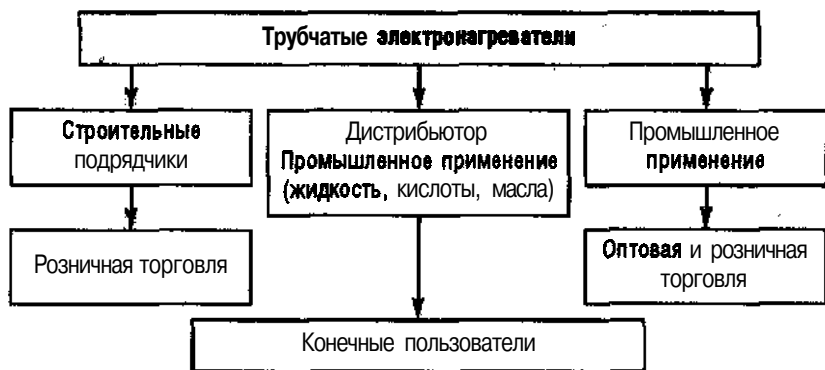 Трубчатые электронагреватели
Строительные
подрядчики
Дистрибьютор
Промышленное применение
(жидкость, кислоты, масла)
Промышленное
применение
Розничная торговля
Оптовая и розничная
торговля
Конечные пользователи